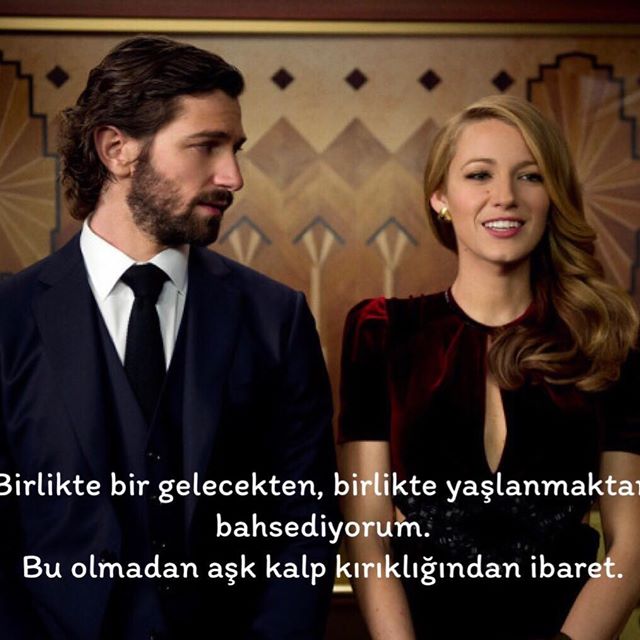 Birlikte bir gelecekten, birlikte yaşlanmaktan
bahsediyorum.
Bu olmadan aşk kalp kırıklığından ibaret.